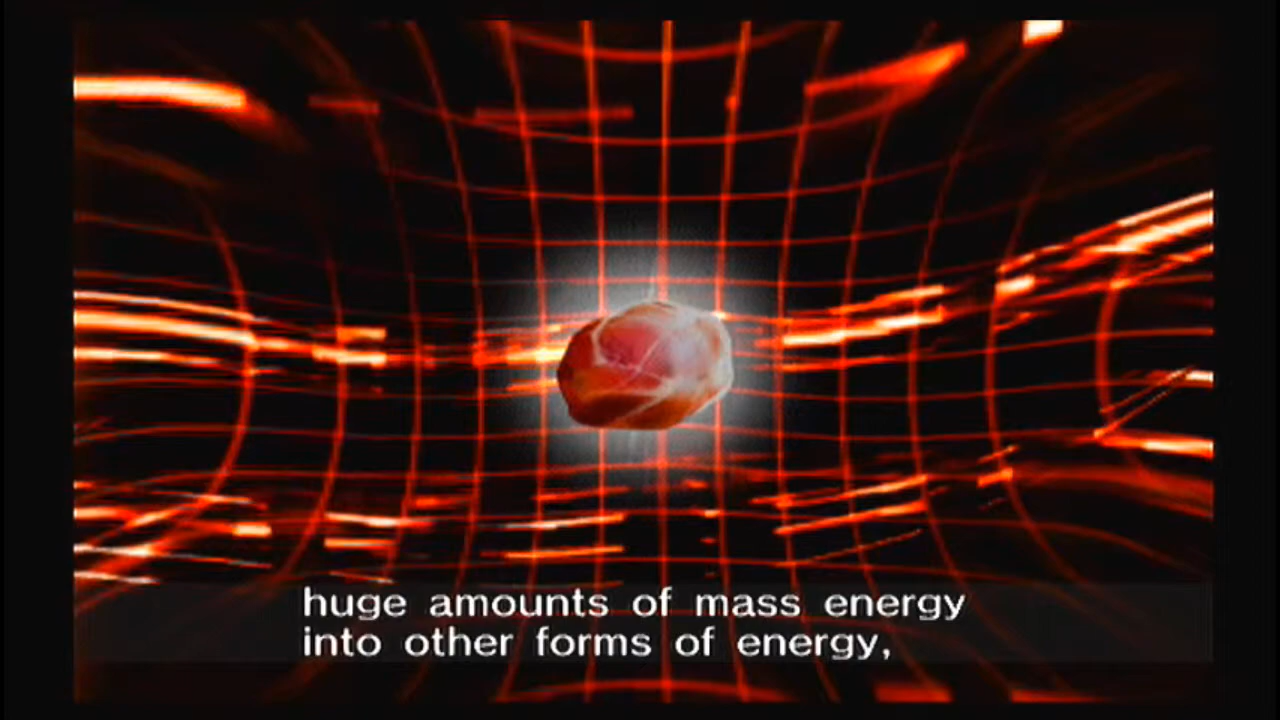 huge amounts of mass energy
into other forms of energy,